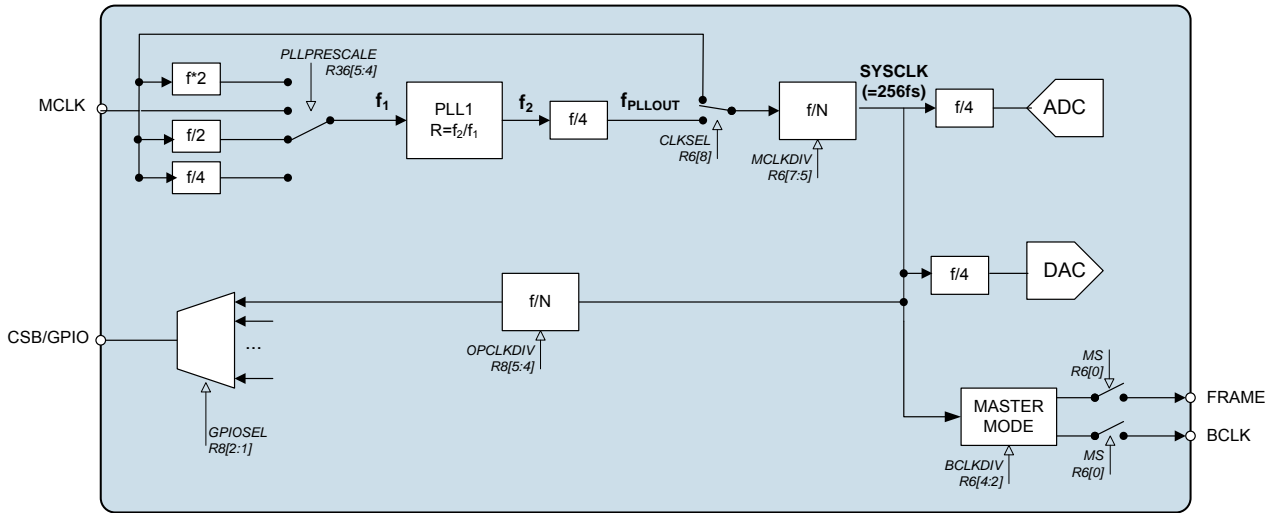 PLLPRESCALE
R36[5:4]
f*2
MCLK
f/2
f/4
f₁
PLL1
R=f₂/f₁
f₂
f/4
fPLLOUT
CLKSEL
R6[8]
f/N
MCLKDIV
R6[7:5]
SYSCLK
(=256fs)
f/4
ADC
f/4
DAC
f/N
OPCLKDIV
R8[5:4]
CSB/GPIO
...
GPIOSEL
R8[2:1]
MASTER
MODE
BCLKDIV
R6[4:2]
MS
R6[0]
FRAME
BCLK
MS
R6[0]